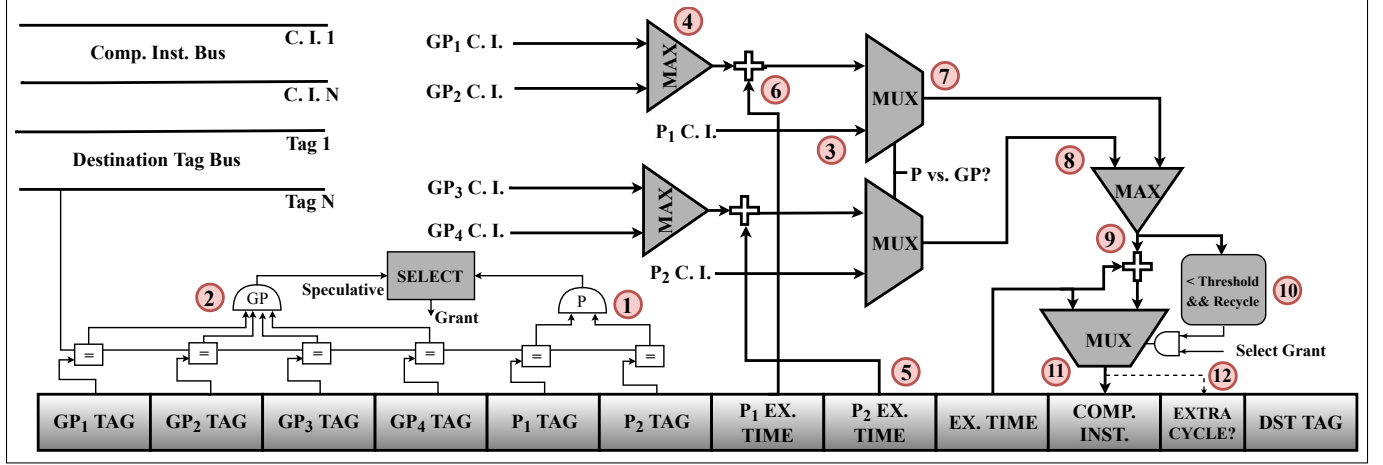 C. I. 1
Comp. Inst. Bus
C. I. N
Tag 1
Destination Tag Bus
Tag N
GP1 C. I.
GP2 C. I.
MAX
4
6
P1 C. I.
3
MUX
7
P vs. GP?
GP3 C. I.
GP4 C. I.
MAX
P2 C. I.
MUX
8
MAX
9
< Threshold
&& Recycle
10
MUX
Select Grant
11
12
5
SELECT
Speculative
Grant
2
GP
P
1
=
=
=
=
=
=
GP1 TAG
GP2 TAG
GP3 TAG
GP4 TAG
P1 TAG
P2 TAG
P1 EX.
TIME
P2 EX.
TIME
EX. TIME
COMP.
INST.
EXTRA
CYCLE?
DST TAG